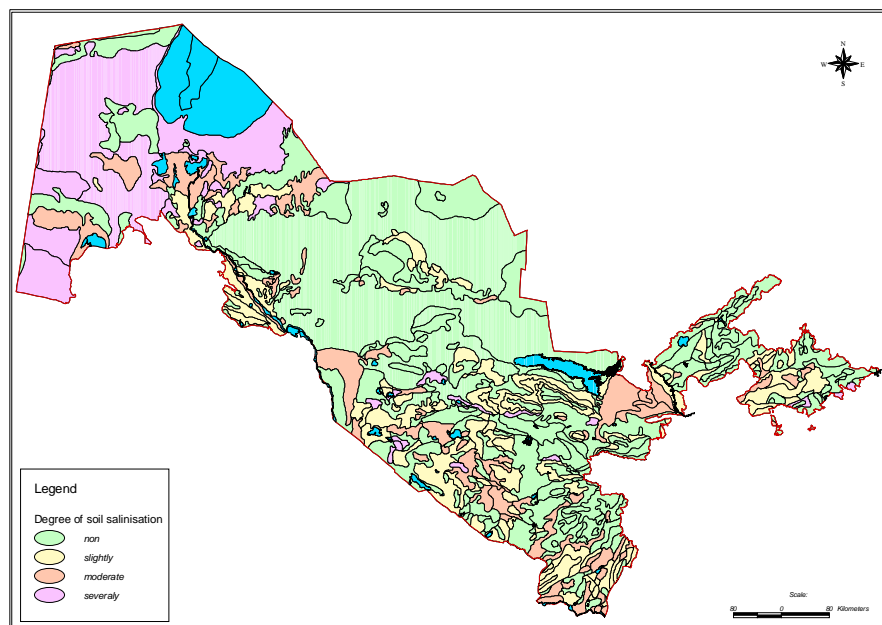 N
W E
S
Legend
Degree of soil salinisation
non
slightly
moderate
severaly
Scale:
80 0 80 Kilometers